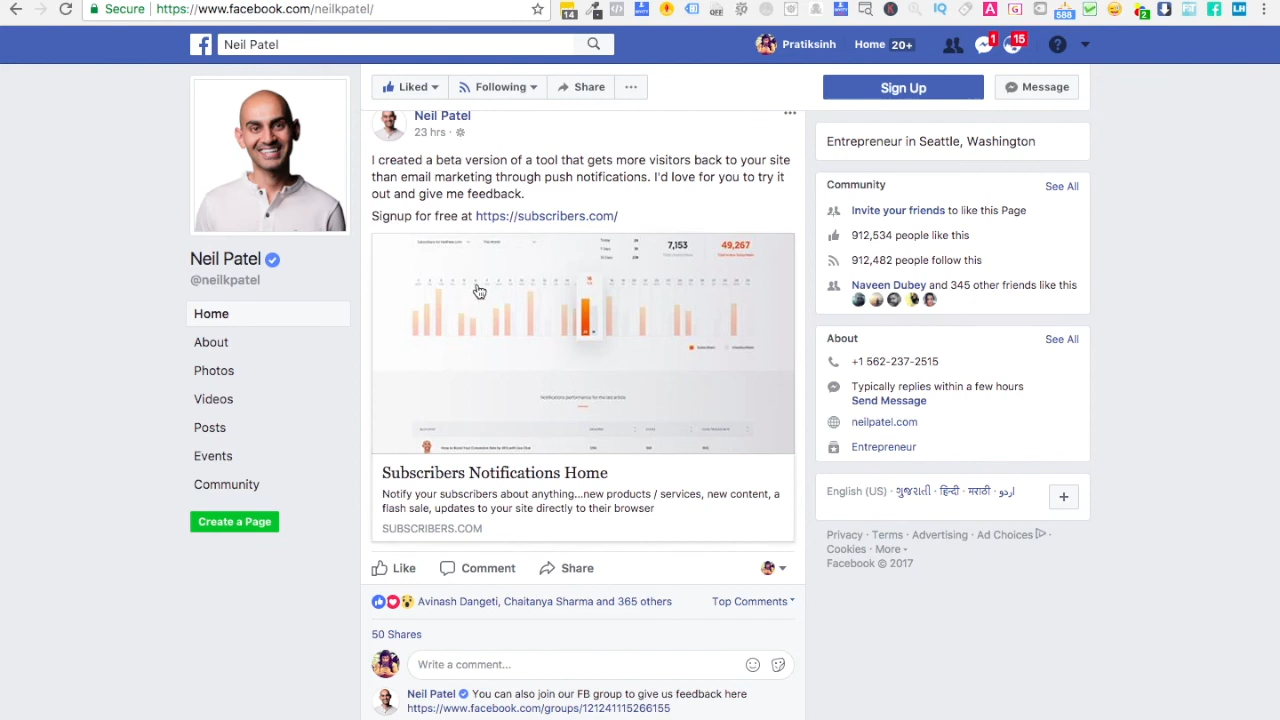 Secure https://www.facebook.com/neilkpatel/
14
588
2
Neil Patel
Pratiksinh
Home 20+
1
15
Liked
Following
Share
Sign Up
Message
Neil Patel
@neilkpatel
Home
About
Photos
Videos
Posts
Events
Community
Create a Page
Neil Patel
23 hrs ·
I created a beta version of a tool that gets more visitors back to your site
than email marketing through push notifications. I'd love for you to try it
out and give me feedback.
Signup for free at https://subscribers.com/
7,153
49,267
Notifications performance for the last article
Subscribers Notifications Home
Notify your subscribers about anything...new products / services, new content, a
flash sale, updates to your site directly to their browser
SUBSCRIBERS.COM
Like
Comment
Share
Avinash Dangeti, Chaitanya Sharma and 365 others
Top Comments
50 Shares
Write a comment...
Neil Patel You can also join our FB group to give us feedback here
https://www.facebook.com/groups/121241115266155
Entrepreneur in Seattle, Washington
Community
See All
Invite your friends to like this Page
912,534 people like this
912,482 people follow this
Naveen Dubey and 345 other friends like this
About
See All
+1 562-237-2515
Typically replies within a few hours
Send Message
neilpatel.com
Entrepreneur
English (US) · ગુજરાતી · हिन्दी · मराठी · اردو
Privacy · Terms · Advertising · Ad Choices ·
Cookies · More
Facebook © 2017